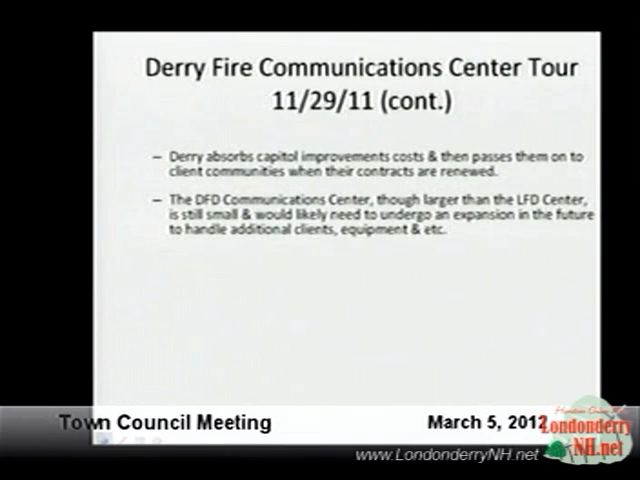 Derry Fire Communications Center Tour
11/29/11 (cont.)
– Derry absorbs capitol improvements costs & then passes them on to
client communities when their contracts are renewed.
– The DFD Communications Center, though larger than the LFD Center,
is still small & would likely need to undergo an expansion in the future
to handle additional clients, equipment & etc.
Town Council Meeting
March 5, 2012
Londonderry
NH.net
www.LondonderryNH.net